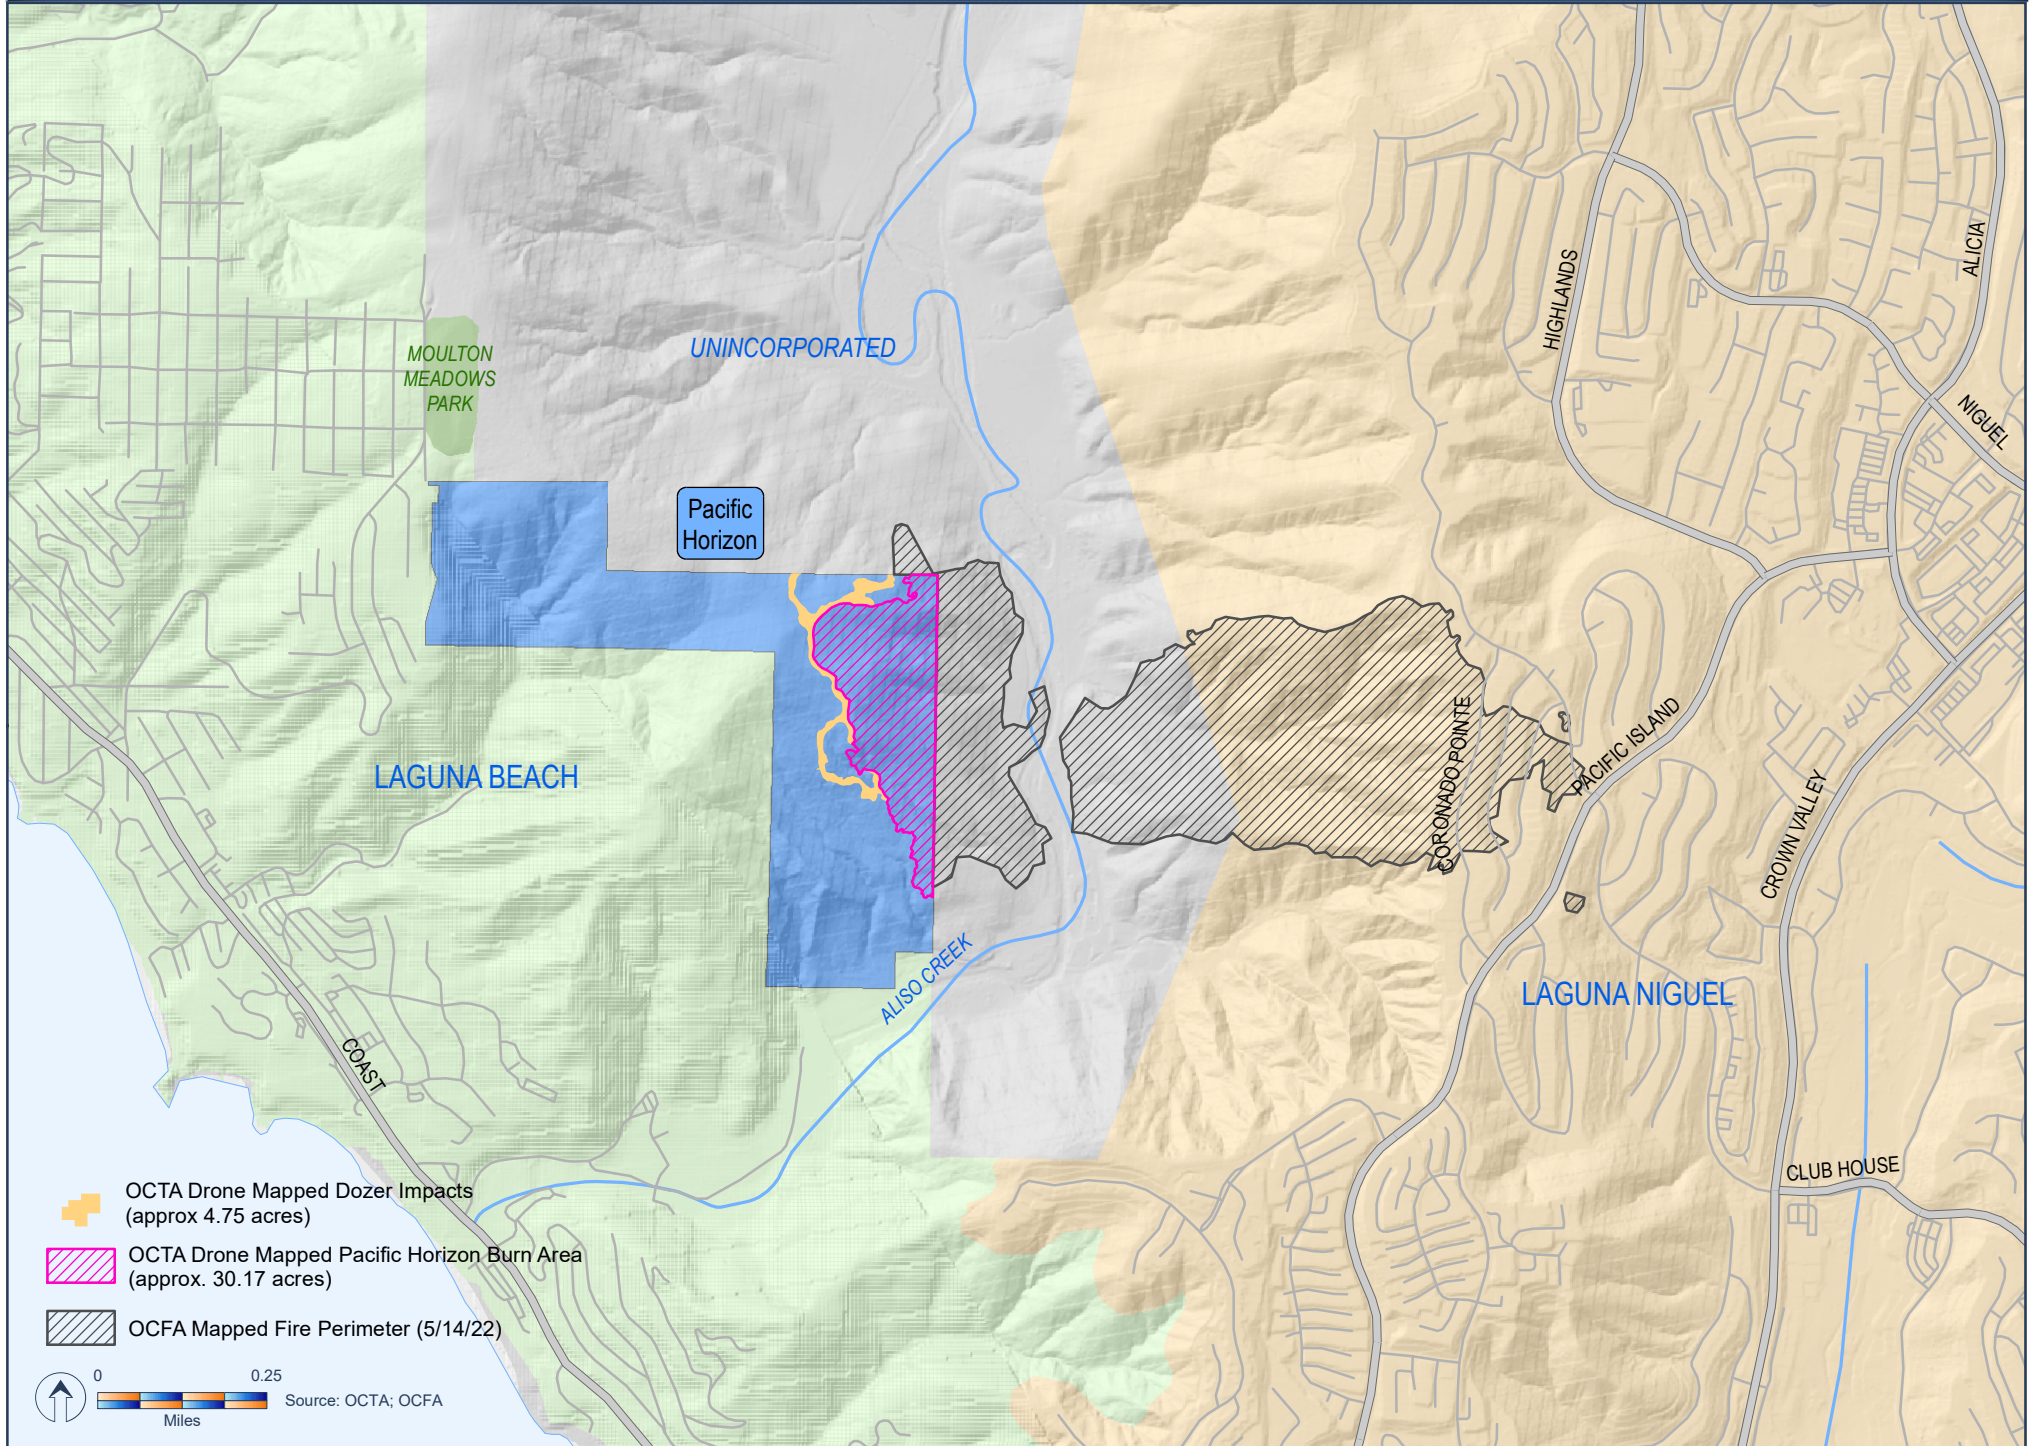 HIGHLANDS
ALICIA
UNINCORPORATED
MOULTON
MEADOWS
PARK
NIGUEL
Pacific
Horizon
CORONADO POINTE
PACIFIC ISLAND
LAGUNA BEACH
CROWN VALLEY
ALISO CREEK
LAGUNA NIGUEL
COAST
CLUB HOUSE
OCTA Drone Mapped Dozer Impacts
(approx 4.75 acres)
OCTA Drone Mapped Pacific Horizon Burn Area
(approx. 30.17 acres)
OCFA Mapped Fire Perimeter (5/14/22)
0 0.25
Miles
Source: OCTA; OCFA